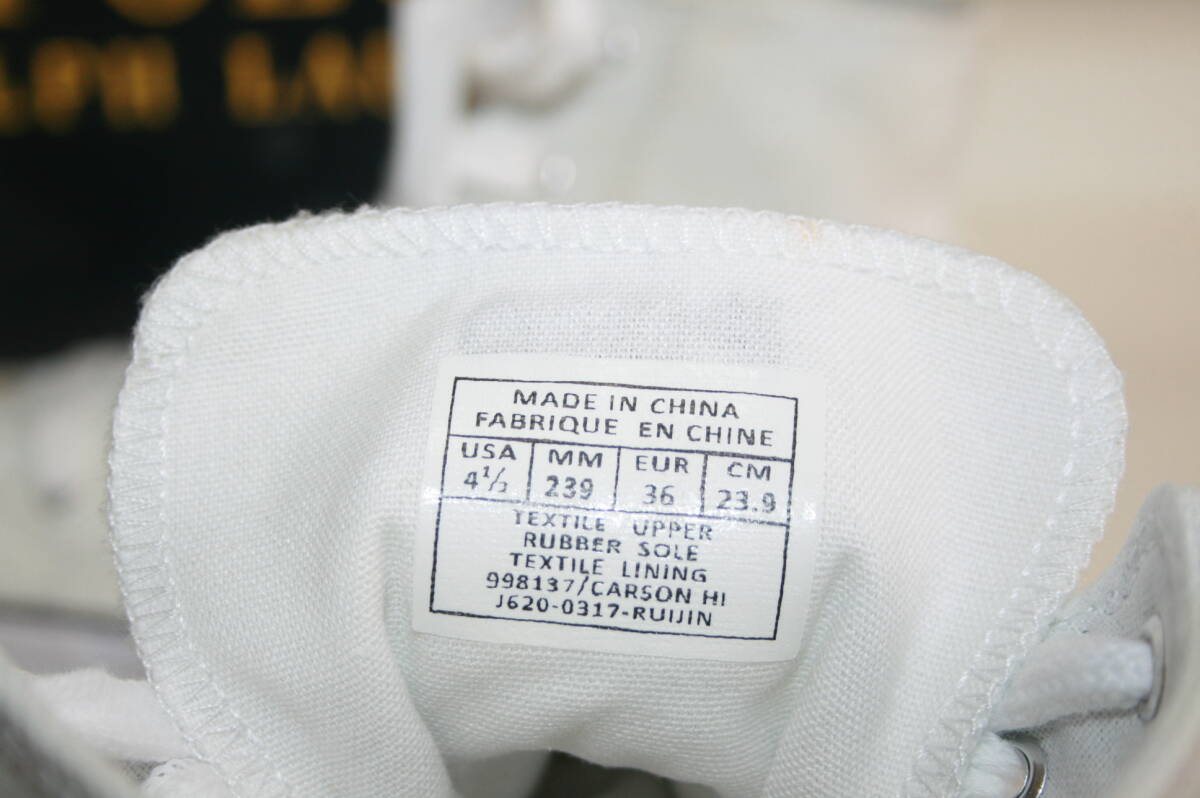 MADE IN CHINA
FABRIQUE EN CHINE
USA MM EUR CM
4½ 239 36 23.9
TEXTILE UPPER
RUBBER SOLE
TEXTILE LINING
998137/CARSON HI
J620-0317-RUIJIN